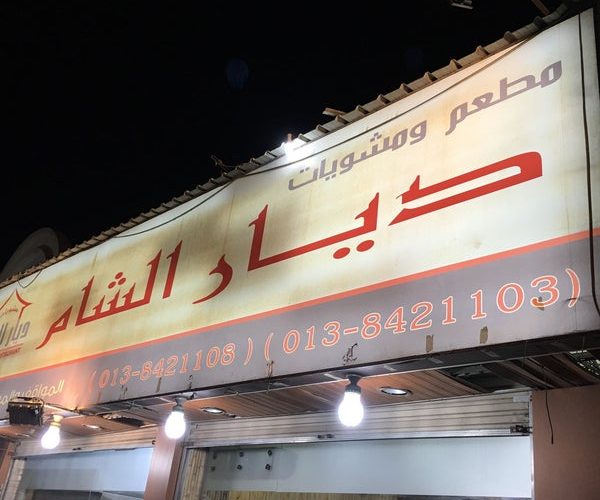 مطعم ومشويات
ديار الشام
(013-8421108) (013-8421103)